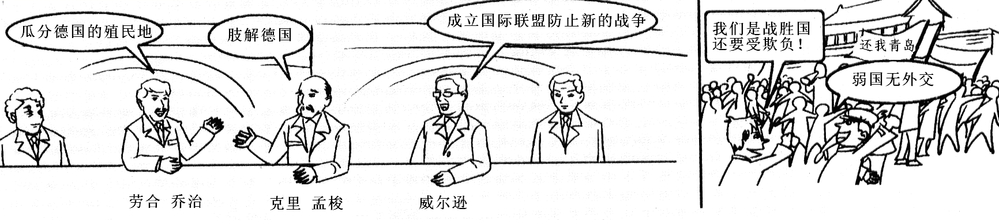 瓜分德国的殖民地
肢解德国
成立国际联盟防止新的战争
劳合 乔治
克里 孟梭
威尔逊
我们是战胜国
还要受欺负！
还我青岛
弱国无外交